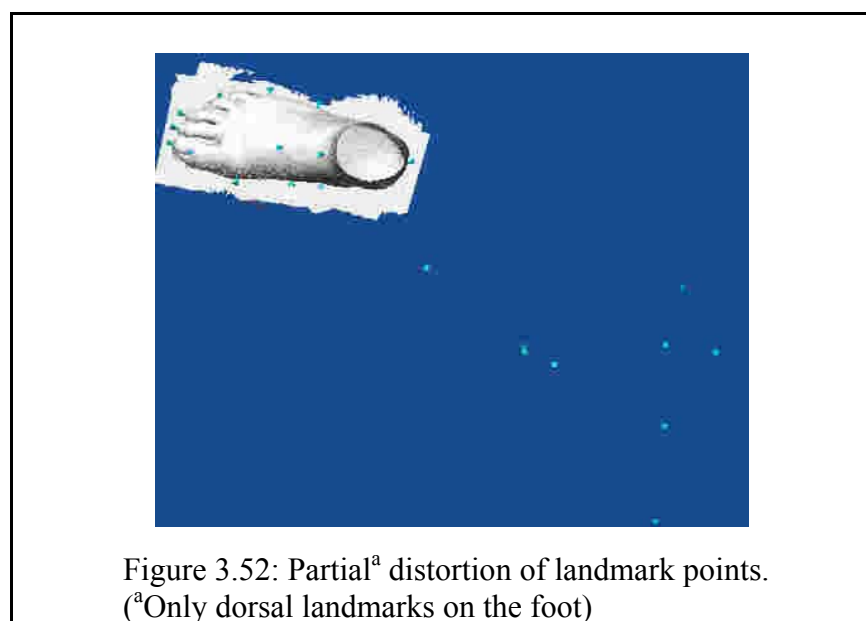 Figure 3.52: Partialᵃ distortion of landmark points.
(ᵃOnly dorsal landmarks on the foot)